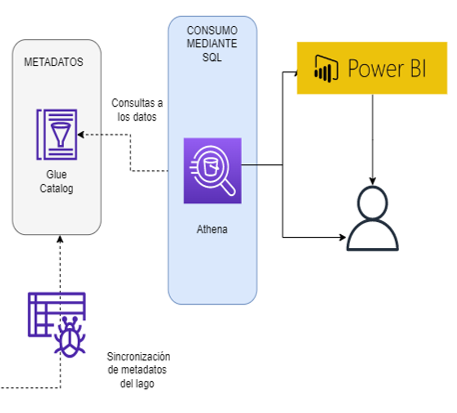 METADATOS
Glue
Catalog
Consultas a
los datos
CONSUMO
MEDIANTE
SQL
Athena
Power BI
Sincronización
de metadatos
del lago